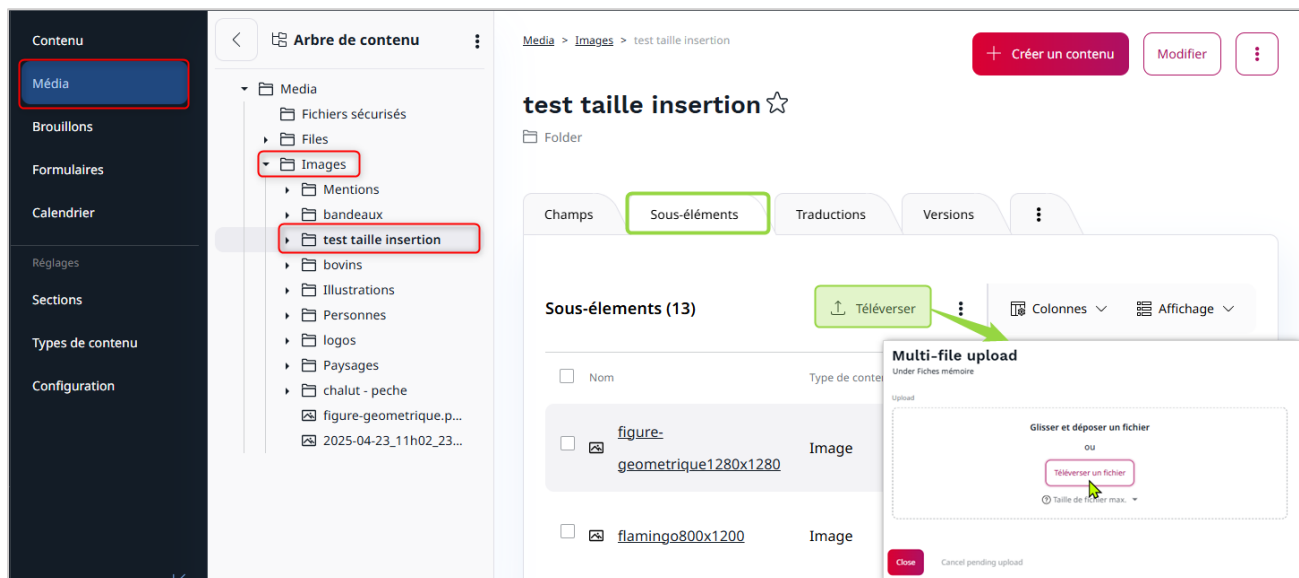 Contenu
Média
Brouillons
Formulaires
Calendrier
Réglages
Sections
Types de contenu
Configuration
Arbre de contenu
Media
Fichiers sécurisés
Files
Images
Mentions
bandeaux
test taille insertion
bovins
Illustrations
Personnes
logos
Paysages
chalut - peche
figure-geometrique.p...
2025-04-23_11h02_23...
Media > Images > test taille insertion
Créer un contenu
Modifier
test taille insertion
Folder
Champs
Sous-éléments
Traductions
Versions
Sous-élements (13)
Téléverser
Colonnes
Affichage
Nom
Type de conte
figure-
geometrique1280x1280
Image
flamingo800x1200
Image
Multi-file upload
Under Fiches mémoire
Upload
Glisser et déposer un fichier
ou
Téléverser un fichier
Taille de fichier max.
Close
Cancel pending upload